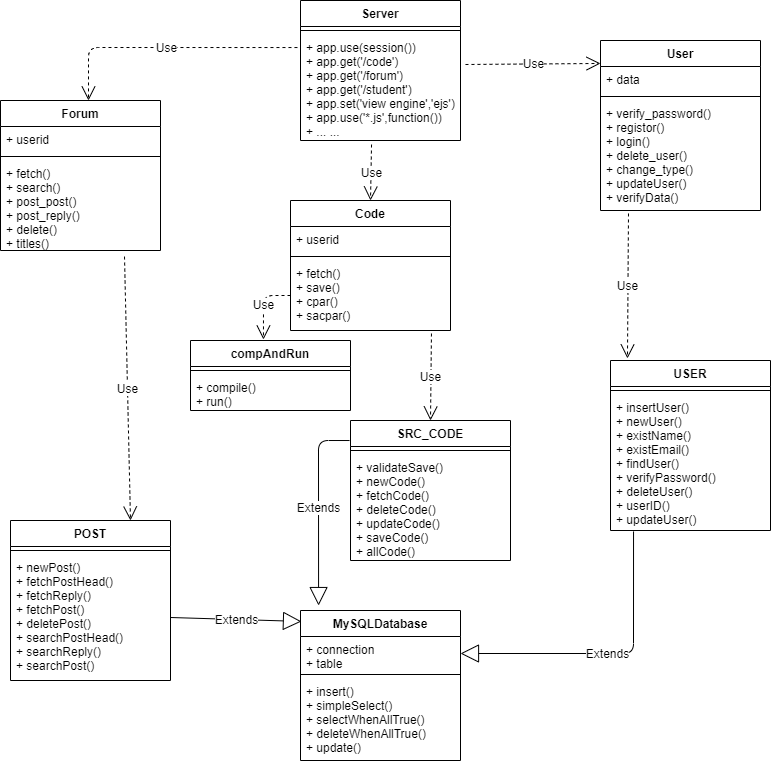 Server
+ app.use(session())
+ app.get('/code')
+ app.get('/forum')
+ app.get('/student')
+ app.set('view engine','ejs')
+ app.use('*.js',function())
+ ... ...
Use
Use
Use
User
+ data
+ verify_password()
+ registor()
+ login()
+ delete_user()
+ change_type()
+ updateUser()
+ verifyData()
Forum
+ userid
+ fetch()
+ search()
+ post_post()
+ post_reply()
+ delete()
+ titles()
Code
+ userid
+ fetch()
+ save()
+ cpar()
+ sacpar()
Use
Use
Use
Use
compAndRun
+ compile()
+ run()
USER
+ insertUser()
+ newUser()
+ existName()
+ existEmail()
+ findUser()
+ verifyPassword()
+ deleteUser()
+ userID()
+ updateUser()
SRC_CODE
+ validateSave()
+ newCode()
+ fetchCode()
+ deleteCode()
+ updateCode()
+ saveCode()
+ allCode()
Extends
POST
+ newPost()
+ fetchPostHead()
+ fetchReply()
+ fetchPost()
+ deletePost()
+ searchPostHead()
+ searchReply()
+ searchPost()
Extends
MySQLDatabase
+ connection
+ table
+ insert()
+ simpleSelect()
+ selectWhenAllTrue()
+ deleteWhenAllTrue()
+ update()
Extends